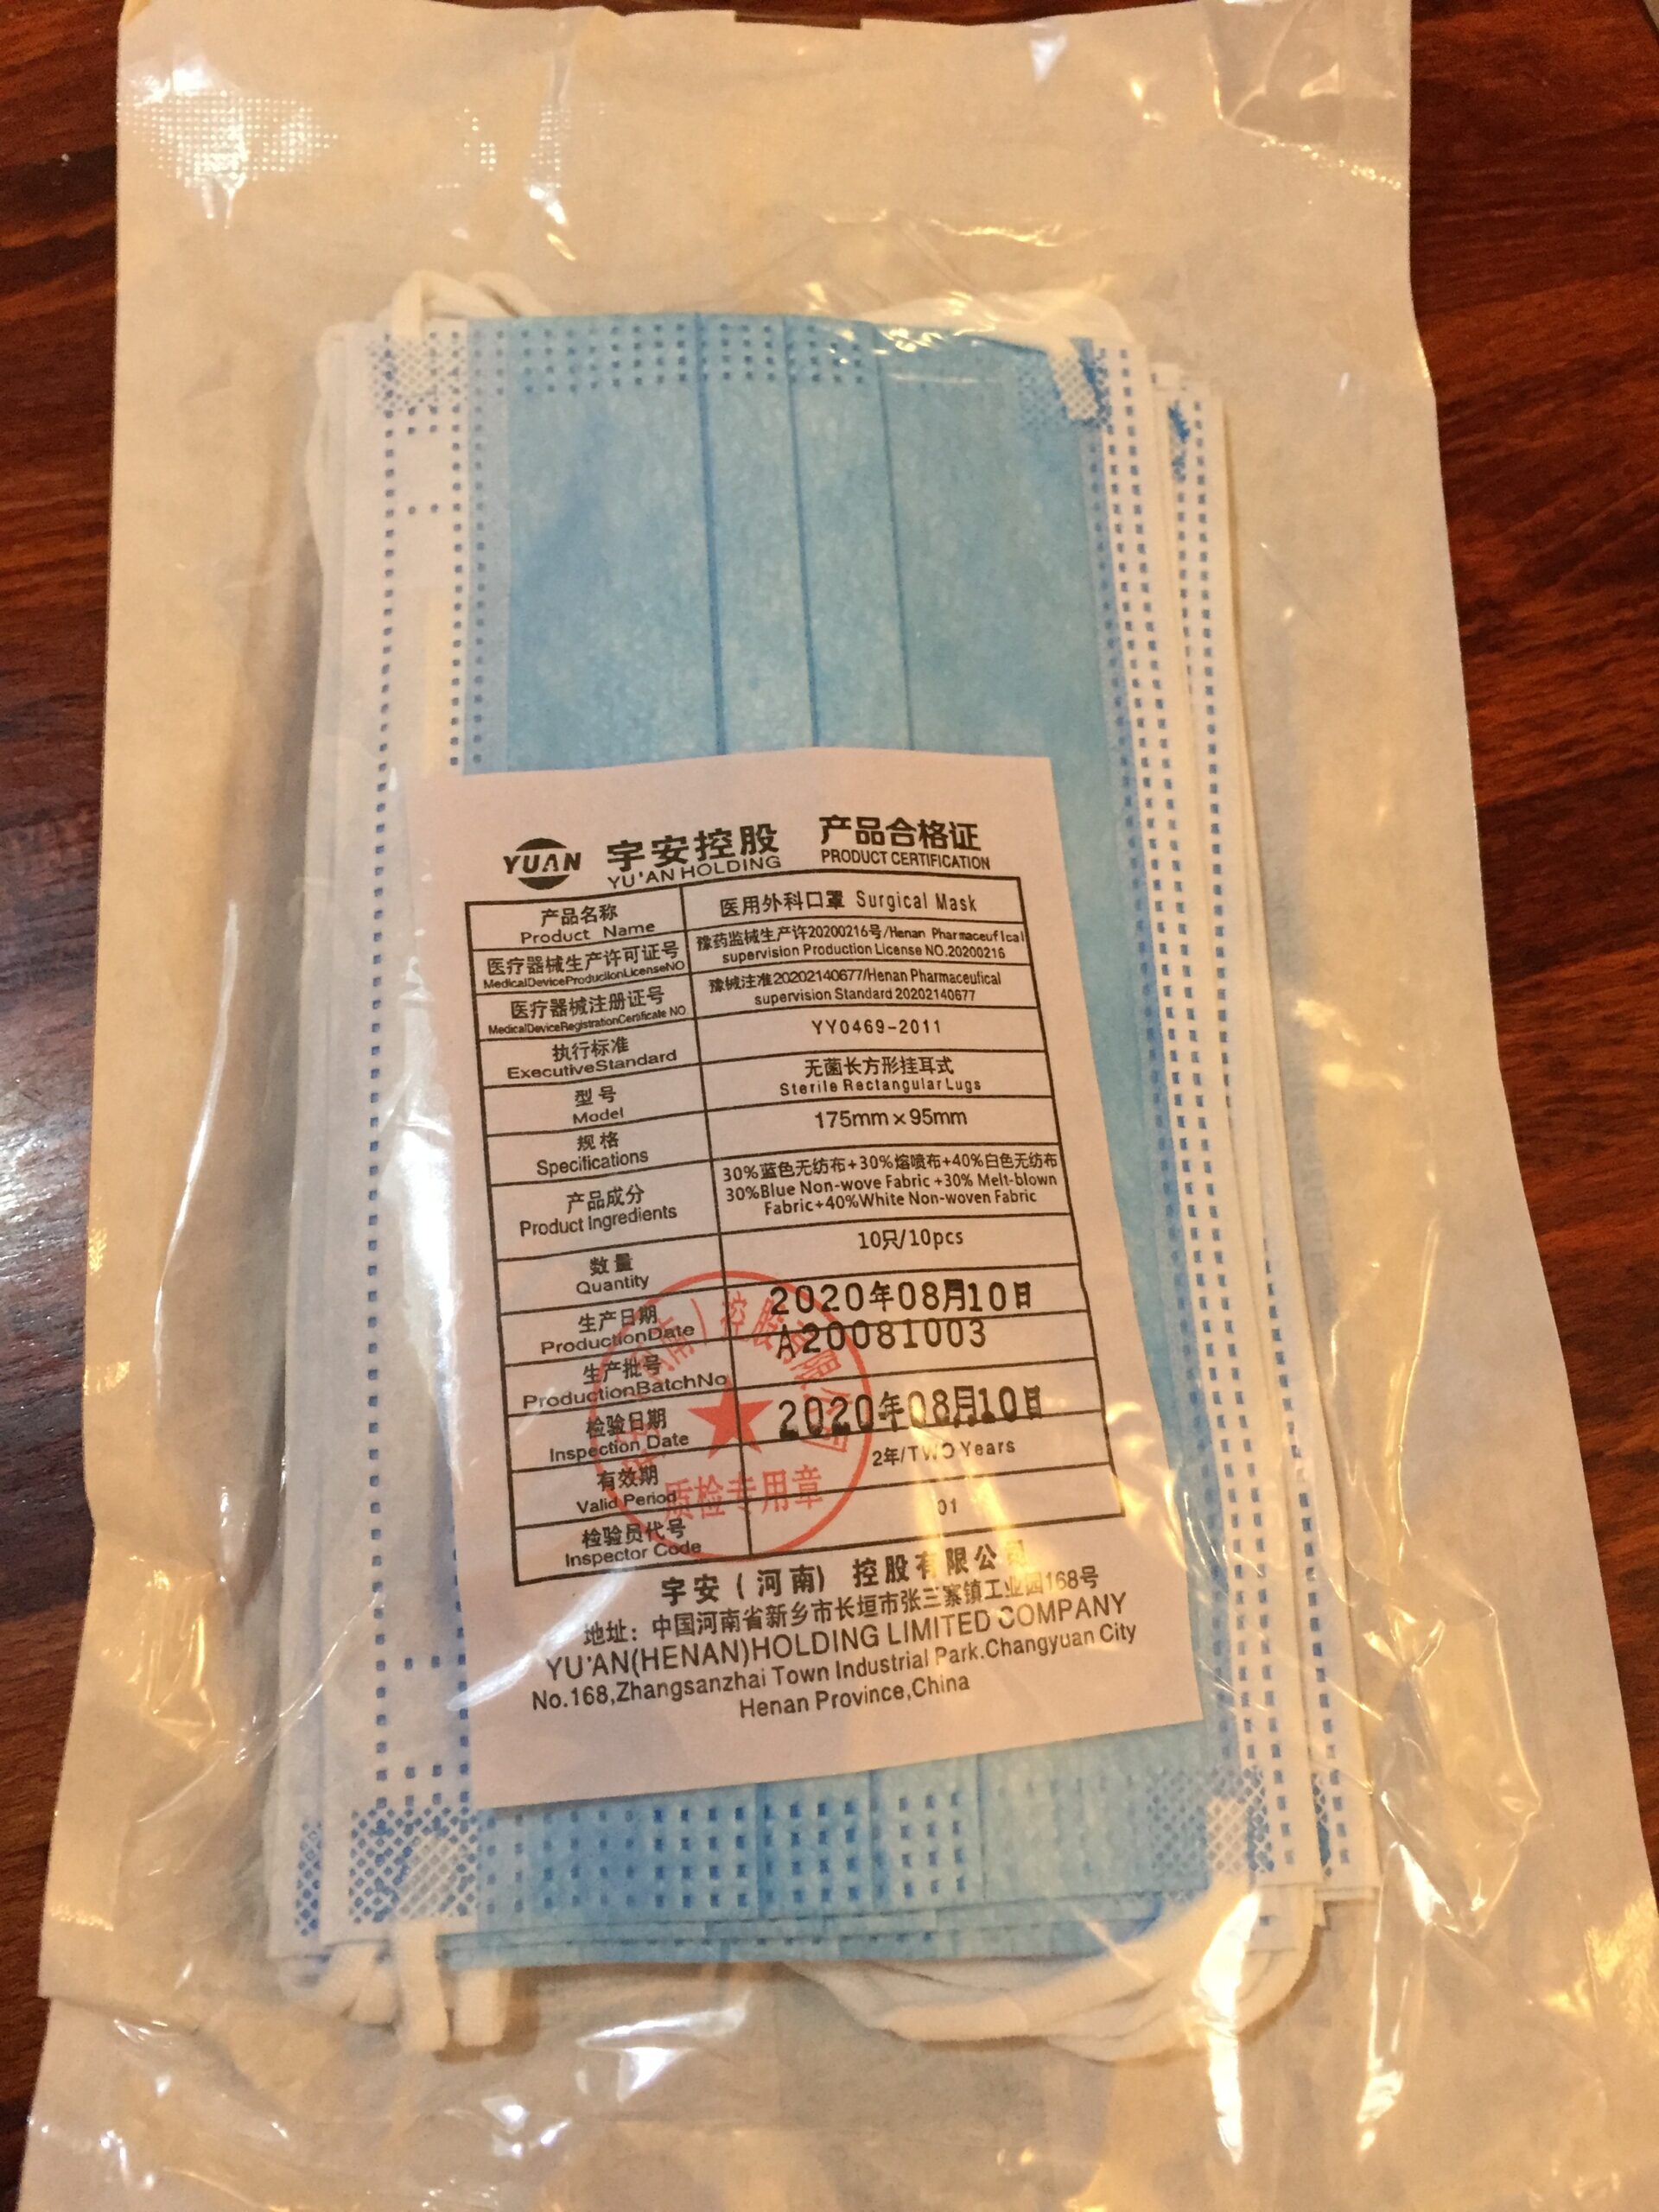 YUAN 宇安控股 产品合格证
YU'AN HOLDING PRODUCT CERTIFICATION
产品名称 医用外科口罩 Surgical Mask
Product Name
医疗器械生产许可证号 豫药监械生产许20200216号/Henan Pharmaceufical
MedicalDeviceProducilonLicenseNO supervision Production License NO.20200216
医疗器械注册证号 豫械注准20202140677/Henan Pharmaceufical
MedicalDeviceRegistrationCertificate NO supervision Standard 20202140677
执行标准 YY0469-2011
ExecutiveStandard
型号 无菌长方形挂耳式
Model Sterile Rectangular Lugs
规格 175mm×95mm
Specifications
产品成分 30%蓝色无纺布+30%熔喷布+40%白色无纺布
Product Ingredients 30%Blue Non-wove Fabric +30% Melt-blown
Fabric+40%White Non-woven Fabric
数量 10只/10pcs
Quantity
生产日期 2020年08月10日
ProductionDate
生产批号 A20081003
ProductionBatchNo
检验日期 2020年08月10日
Inspection Date
有效期 2年/TWO Years
Valid Period
检验员代号 01
Inspector Code
南）控股有限公司
质检专用章
宇安（河南）控股有限公司
地址：中国河南省新乡市长垣市张三寨镇工业园168号
YU'AN(HENAN)HOLDING LIMITED COMPANY
No.168,Zhangsanzhai Town Industrial Park.Changyuan City
Henan Province,China